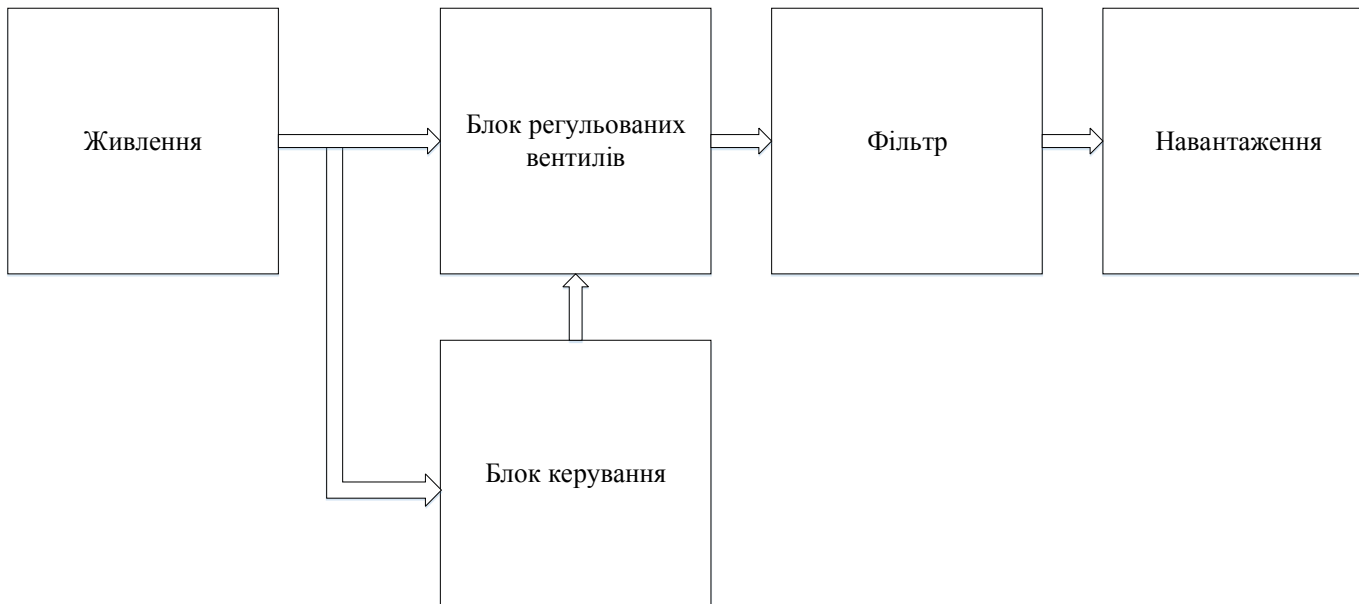 Живлення
Блок регульованих
вентилів
Фільтр
Навантаження
Блок керування